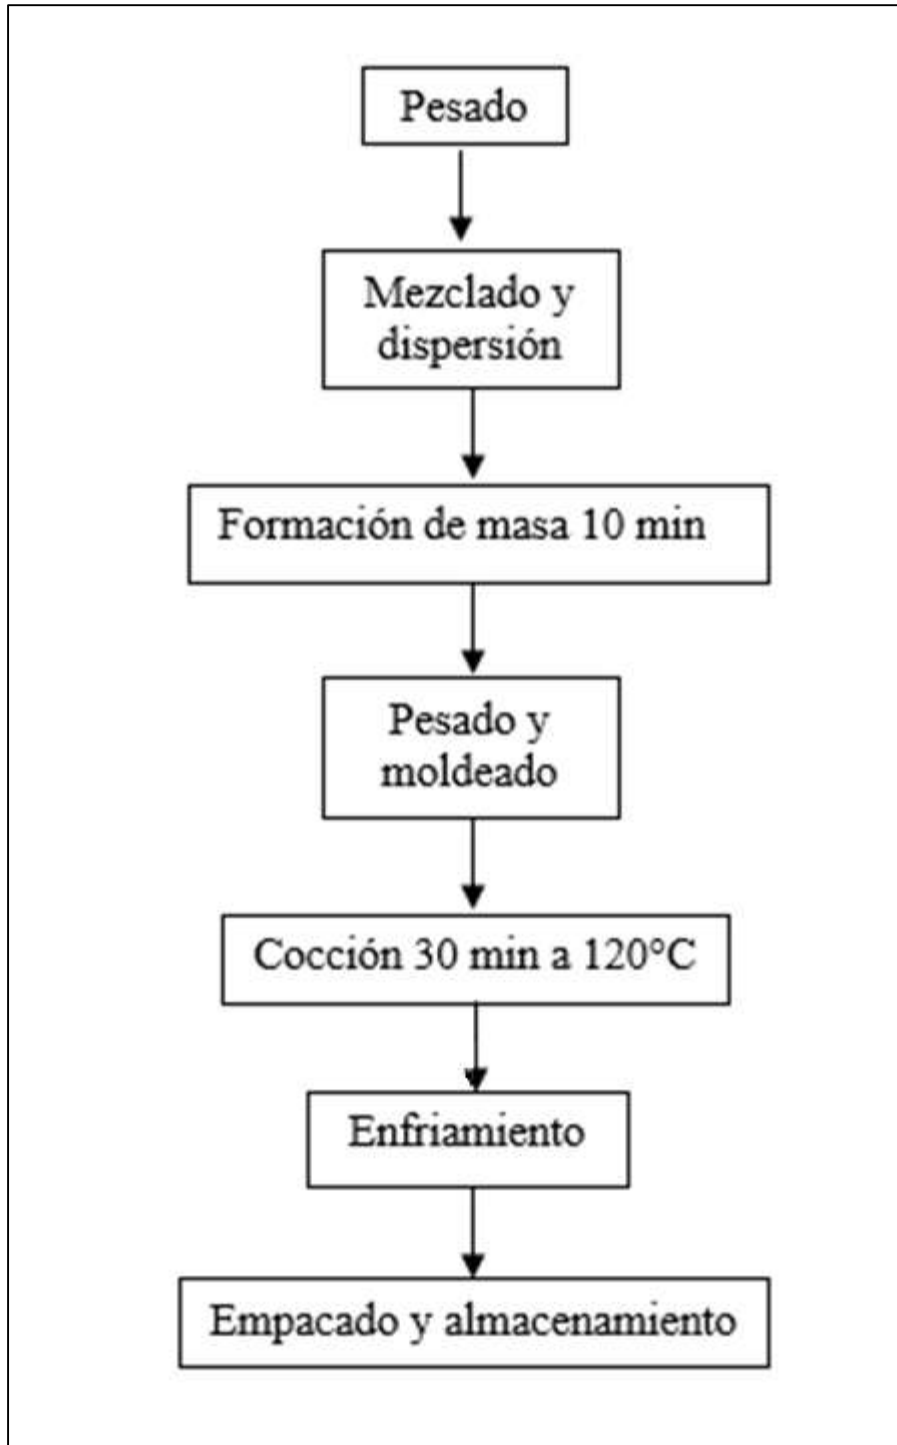 Pesado
Mezclado y
dispersión
Formación de masa 10 min
Pesado y
moldeado
Cocción 30 min a 120°C
Enfriamiento
Empacado y almacenamiento